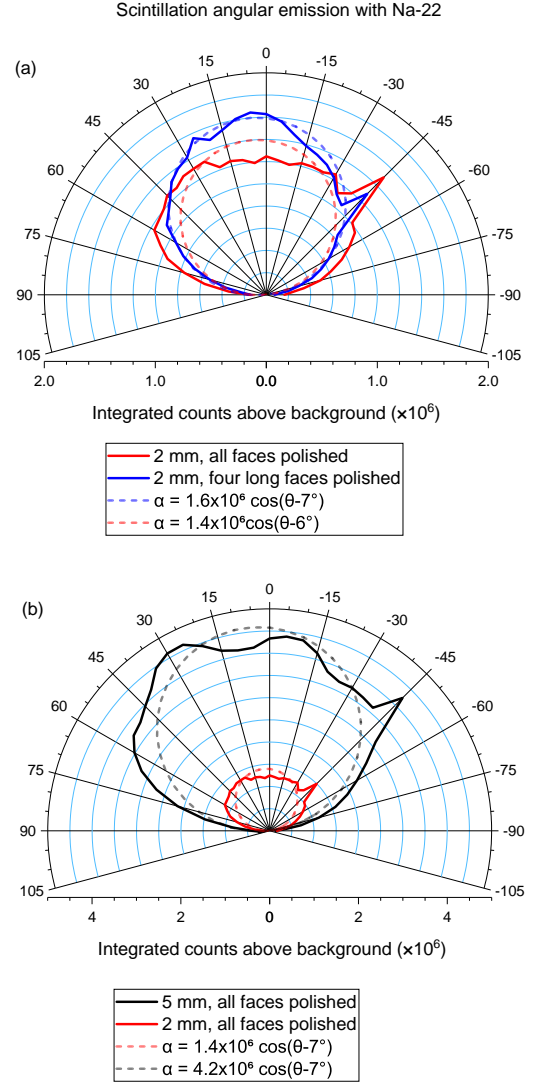 Scintillation angular emission with Na-22
(a)
0
15 -15
30 -30
45 -45
60 -60
75 -75
90 -90
105 -105
2.0 1.0 0.0 1.0 2.0
Integrated counts above background (×10⁶)
2 mm, all faces polished
2 mm, four long faces polished
α = 1.6x10⁶ cos(θ-7°)
α = 1.4x10⁶cos(θ-6°)
(b)
0
15 -15
30 -30
45 -45
60 -60
75 -75
90 -90
105 -105
4 2 0 2 4
Integrated counts above background (×10⁶)
5 mm, all faces polished
2 mm, all faces polished
α = 1.4x10⁶ cos(θ-7°)
α = 4.2x10⁶ cos(θ-7°)